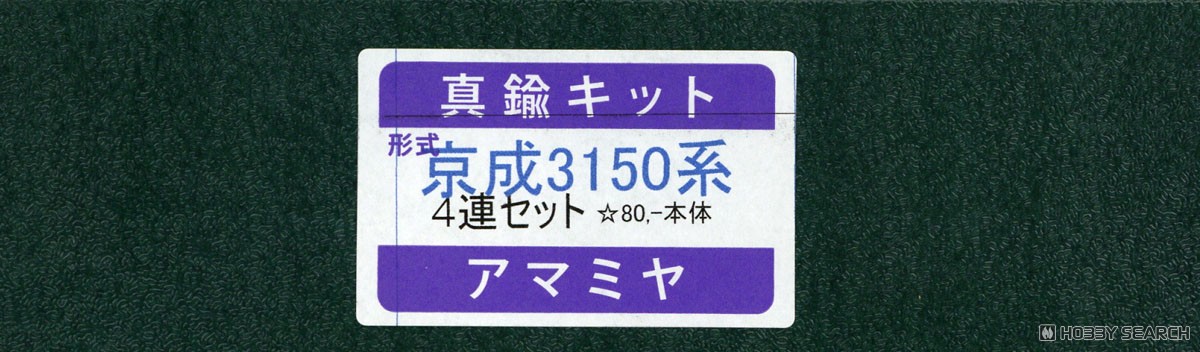 真鍮キット
形式
京成3150系
4連セット ☆80,-本体
アマミヤ
HOBBY SEARCH